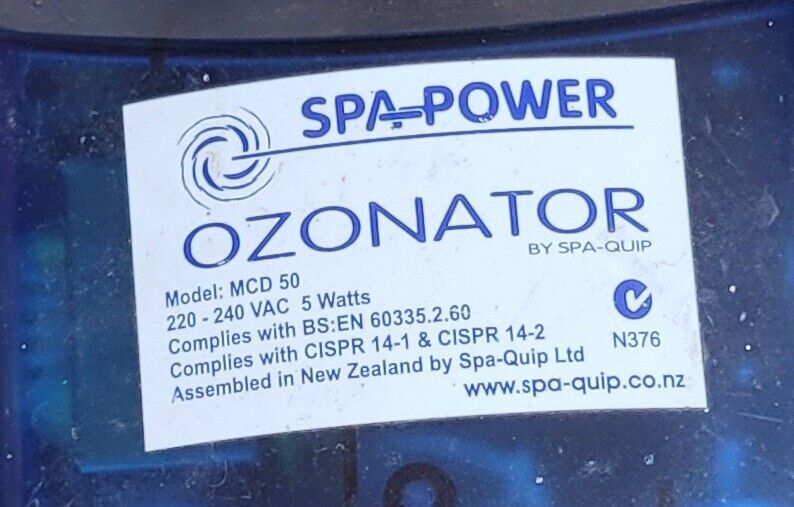 SPA-POWER
OZONATOR
BY SPA-QUIP
Model: MCD 50
220 - 240 VAC 5 Watts
Complies with BS:EN 60335.2.60
Complies with CISPR 14-1 & CISPR 14-2
Assembled in New Zealand by Spa-Quip Ltd
N376
www.spa-quip.co.nz